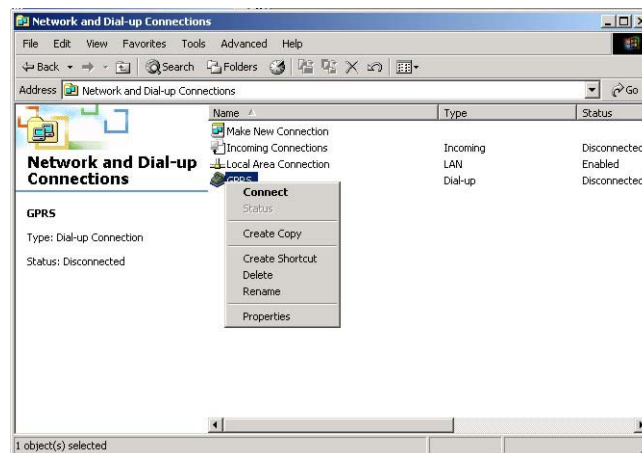 Network and Dial-up Connections
File Edit View Favorites Tools Advanced Help
Back Search Folders
Address Network and Dial-up Connections Go
Name Type Status
Make New Connection
Incoming Connections Incoming Disconnected
Local Area Connection LAN Enabled
GPRS Dial-up Disconnected
Network and Dial-up
Connections
GPRS
Type: Dial-up Connection
Status: Disconnected
Connect
Status
Create Copy
Create Shortcut
Delete
Rename
Properties
1 object(s) selected